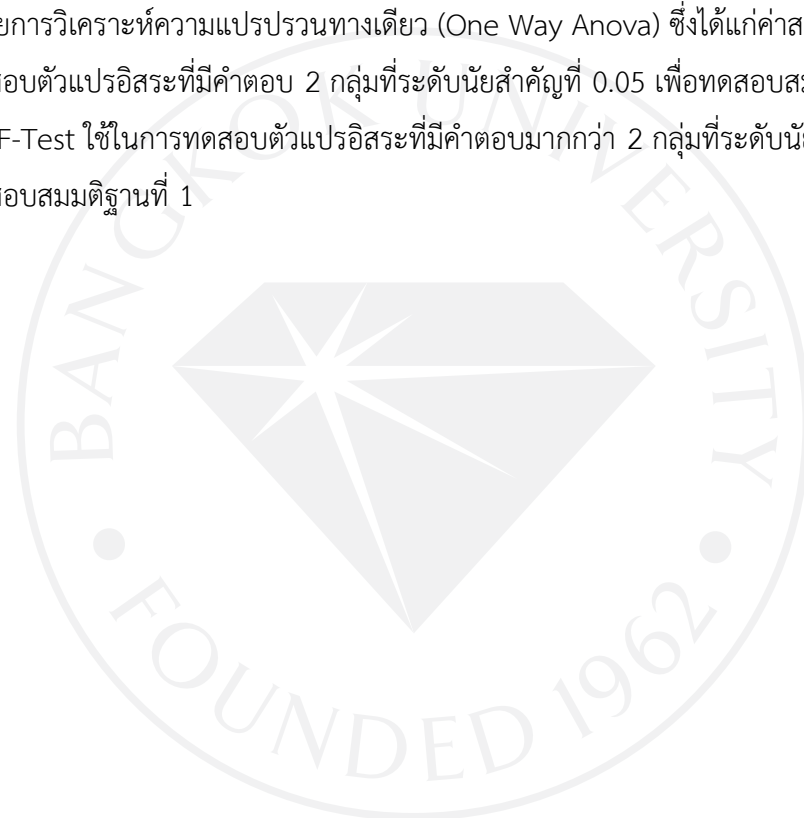 ยการวิเคราะห์ความแปรปรวนทางเดียว (One Way Anova) ซึ่งได้แก่ค่าส
สอบตัวแปรอิสระที่มีคำตอบ 2 กลุ่มที่ระดับนัยสำคัญที่ 0.05 เพื่อทดสอบส
F-Test ใช้ในการทดสอบตัวแปรอิสระที่มีคำตอบมากกว่า 2 กลุ่มที่ระดับนั
สอบสมมติฐานที่ 1
BANGKOK UNIVERSITY
FOUNDED 1962